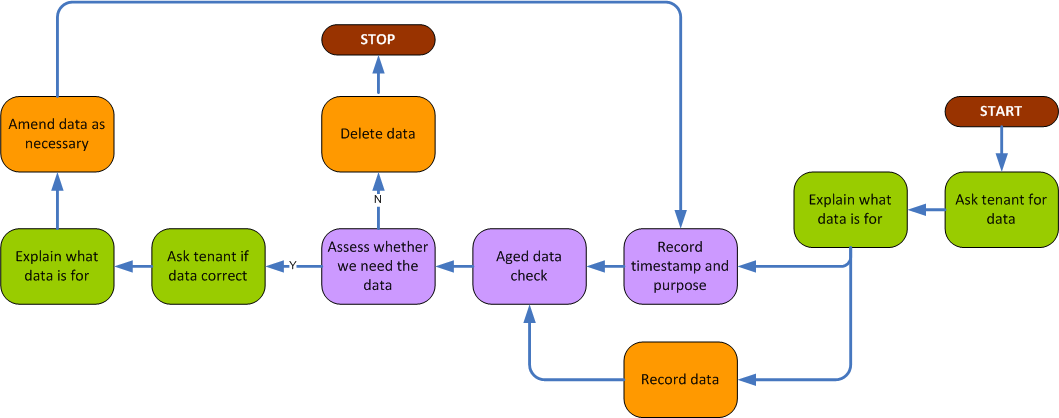 STOP
START
Amend data as
necessary
Delete data
Explain what
data is for
Ask tenant for
data
N
Explain what
data is for
Ask tenant if
data correct
Y
Assess whether
we need the
data
Aged data
check
Record
timestamp and
purpose
Record data